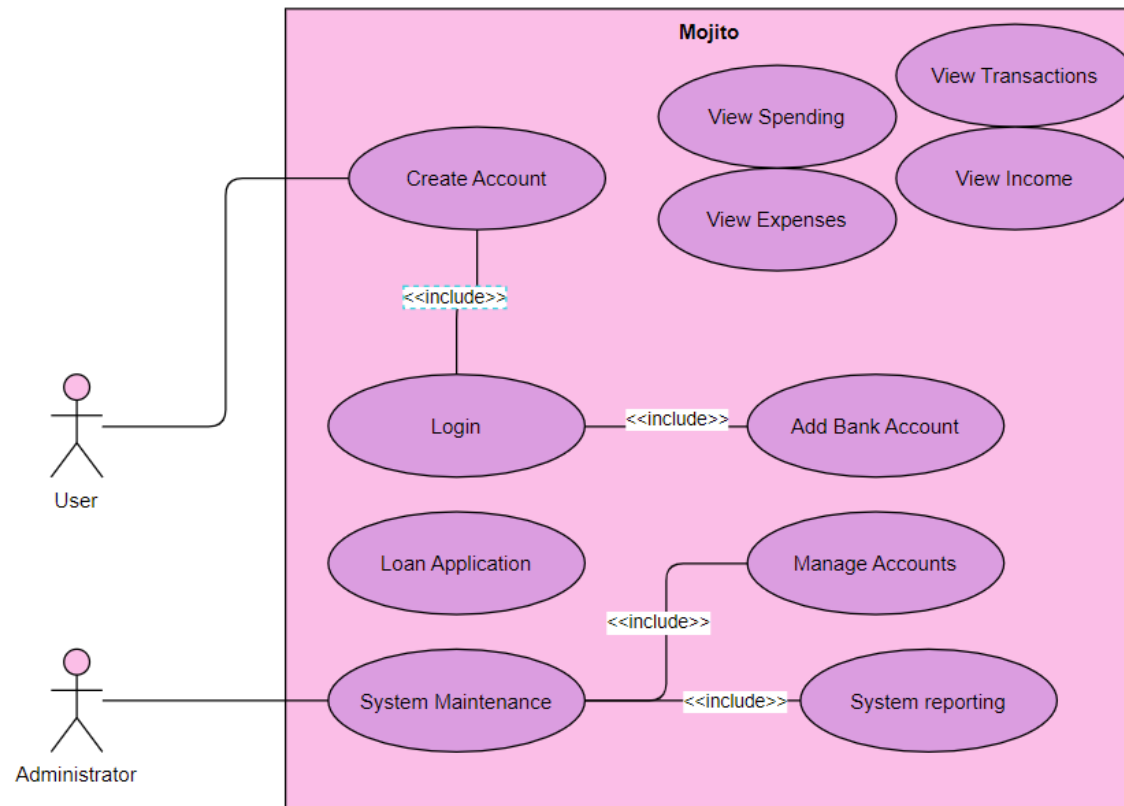 Mojito
View Transactions
View Spending
Create Account
View Income
View Expenses
<<include>>
Login
<<include>>
Add Bank Account
User
Loan Application
Manage Accounts
<<include>>
System Maintenance
<<include>>
System reporting
Administrator